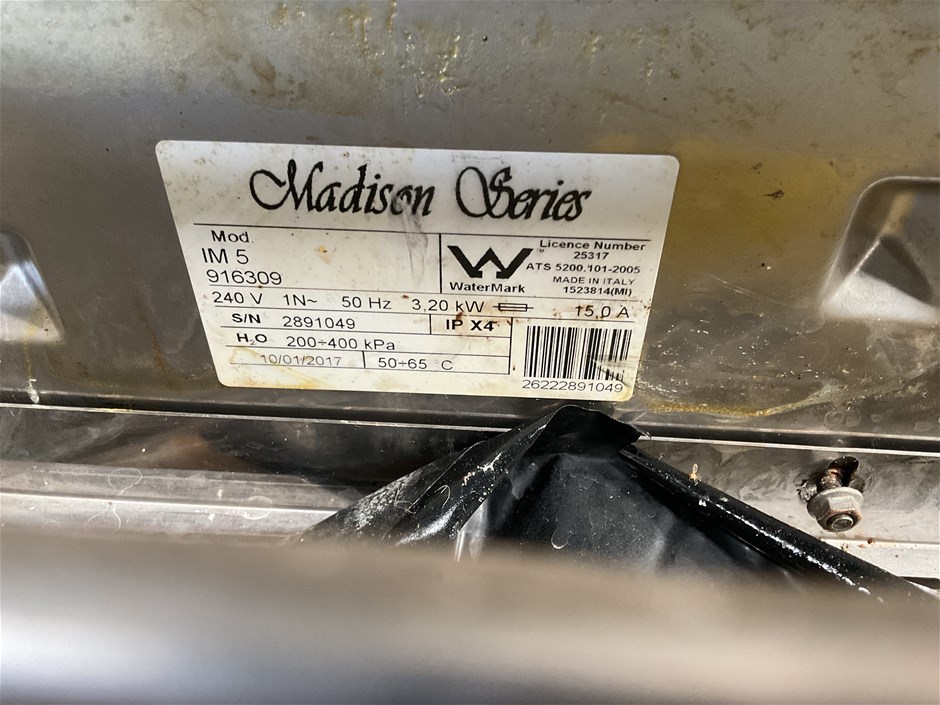 Madison Series
Mod.
IM 5
916309
WaterMark
Licence Number
25317
ATS 5200.101-2005
MADE IN ITALY
1523814(MI)
240 V 1N~ 50 Hz 3,20 kW 15,0 A
S/N 2891049
IP X4
H₂O 200÷400 kPa
10/01/2017
50÷65 C
26222891049